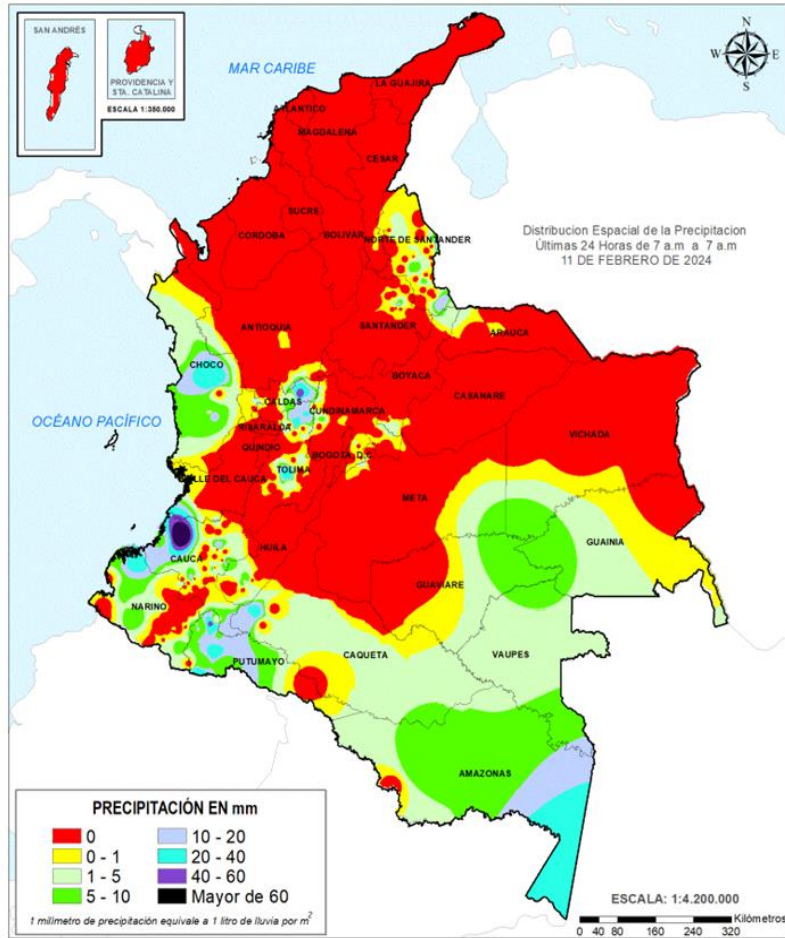 SAN ANDRÉS
PROVIDENCIA Y
STA. CATALINA
ESCALA 1:350.000
MAR CARIBE
N
W
E
S
LA GUAJIRA
ATLANTICO
MAGDALENA
CESAR
SUCRE
CORDOBA
BOLIVAR
NORTE DE SANTANDER
Distribucion Espacial de la Precipitacion
Últimas 24 Horas de 7 a.m a 7 a.m
11 DE FEBRERO DE 2024
ANTIOQUIA
SANTANDER
ARAUCA
CHOCO
BOYACA
CALDAS
CASANARE
CUNDINAMARCA
OCÉANO PACÍFICO
RISARALDA
VICHADA
QUINDIO
BOGOTA D.C.
TOLIMA
VALLE DEL CAUCA
META
GUAINIA
CAUCA
HUILA
GUAVIARE
NARINO
CAQUETA
VAUPES
PUTUMAYO
AMAZONAS
PRECIPITACIÓN EN mm
0
10 - 20
0 - 1
20 - 40
1 - 5
40 - 60
5 - 10
Mayor de 60
1 milímetro de precipitación equivale a 1 litro de lluvia por m2
ESCALA: 1:4.200.000
Kilómetros
0 40 80 160 240 320